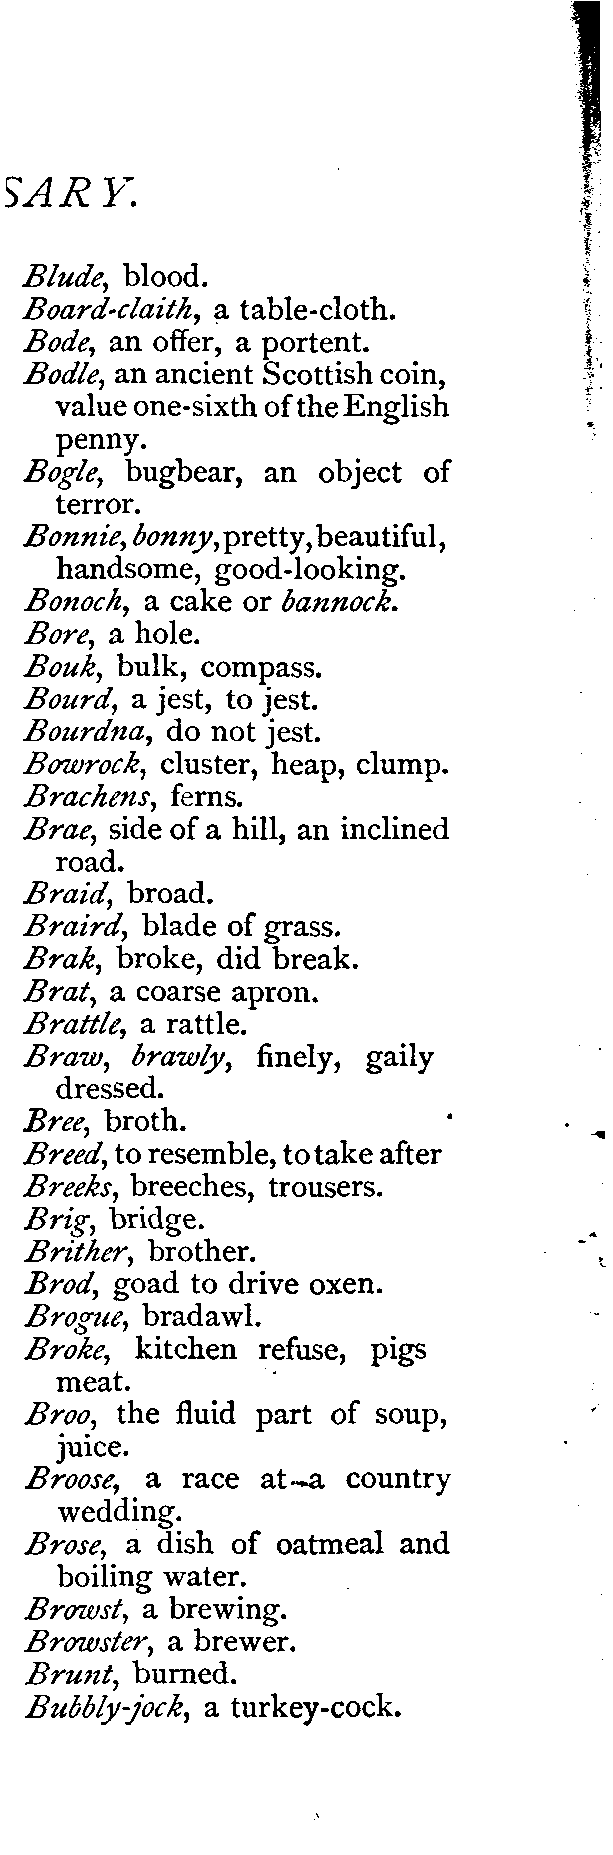 SARY.
Blude, blood.
Board-claith, a table-cloth.
Bode, an offer, a portent.
Bodle, an ancient Scottish coin,
value one-sixth of the English
penny.
Bogle, bugbear, an object of
terror.
Bonnie, bonny, pretty, beautiful,
handsome, good-looking.
Bonoch, a cake or bannock.
Bore, a hole.
Bouk, bulk, compass.
Bourd, a jest, to jest.
Bourdna, do not jest.
Bowrock, cluster, heap, clump.
Brachens, ferns.
Brae, side of a hill, an inclined
road.
Braid, broad.
Braird, blade of grass.
Brak, broke, did break.
Brat, a coarse apron.
Brattle, a rattle.
Braw, brawly, finely, gaily
dressed.
Bree, broth.
Breed, to resemble, to take after
Breeks, breeches, trousers.
Brig, bridge.
Brither, brother.
Brod, goad to drive oxen.
Brogue, bradawl.
Broke, kitchen refuse, pigs
meat.
Broo, the fluid part of soup,
juice.
Broose, a race at a country
wedding.
Brose, a dish of oatmeal and
boiling water.
Browst, a brewing.
Browster, a brewer.
Brunt, burned.
Bubbly-jock, a turkey-cock.